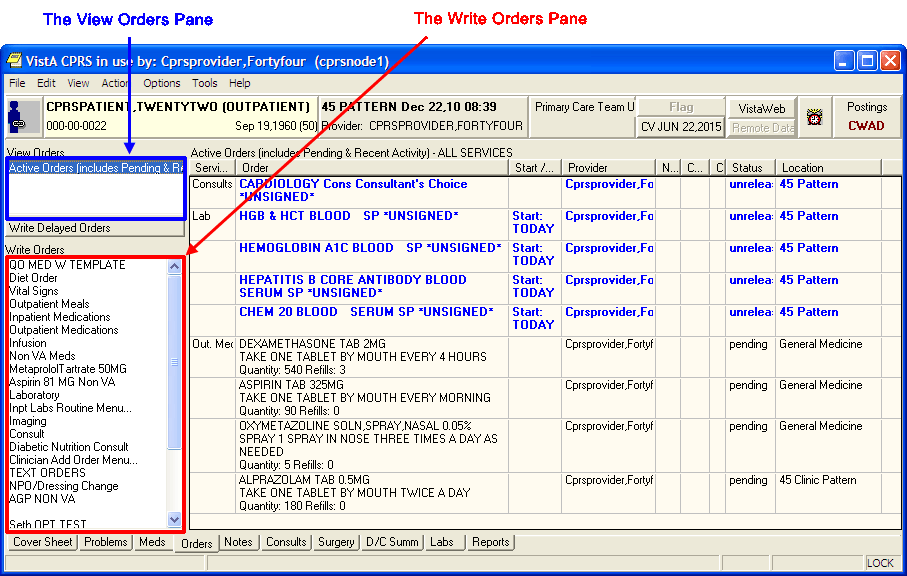 The View Orders Pane
The Write Orders Pane
VistA CPRS in use by: Cprsprovider,Fortyfour (cprsnode1)
File Edit View Action Options Tools Help
CPRSPATIENT,TWENTYTWO (OUTPATIENT)
000-00-0022 Sep 19,1960 (50)
45 PATTERN Dec 22,10 08:39
Provider: CPRSPROVIDER,FORTYFOUR
Primary Care Team U
Flag
CV JUN 22,2015
VistaWeb
Remote Data
Postings
CWAD
View Orders
Active Orders (includes Pending & R
Write Delayed Orders
Write Orders
QO MED W TEMPLATE
Diet Order
Vital Signs
Outpatient Meals
Inpatient Medications
Outpatient Medications
Infusion
Non VA Meds
MetaprololTartrate 50MG
Aspirin 81 MG Non VA
Laboratory
Inpt Labs Routine Menu...
Imaging
Consult
Diabetic Nutrition Consult
Clinician Add Order Menu...
TEXT ORDERS
NPO/Dressing Change
AGP NON VA
Seth OPT TEST
Active Orders (includes Pending & Recent Activity) - ALL SERVICES
Servi... Order Start /... Provider N... C... C Status Location
Consults CARDIOLOGY Cons Consultant's Choice Cprsprovider,Fo unrelea: 45 Pattern
*UNSIGNED*
Lab HGB & HCT BLOOD SP *UNSIGNED* Start: Cprsprovider,Fo unrelea: 45 Pattern
TODAY
HEMOGLOBIN A1C BLOOD SP *UNSIGNED* Start: Cprsprovider,Fo unrelea: 45 Pattern
TODAY
HEPATITIS B CORE ANTIBODY BLOOD Start: Cprsprovider,Fo unrelea: 45 Pattern
SERUM SP *UNSIGNED* TODAY
CHEM 20 BLOOD SERUM SP *UNSIGNED* Start: Cprsprovider,Fo unrelea: 45 Pattern
TODAY
Out. Med DEXAMETHASONE TAB 2MG Cprsprovider,Fortyf pending General Medicine
TAKE ONE TABLET BY MOUTH EVERY 4 HOURS
Quantity: 540 Refills: 3
ASPIRIN TAB 325MG Cprsprovider,Fortyf pending General Medicine
TAKE ONE TABLET BY MOUTH EVERY MORNING
Quantity: 90 Refills: 0
OXYMETAZOLINE SOLN,SPRAY,NASAL 0.05% Cprsprovider,Fortyf pending General Medicine
SPRAY 1 SPRAY IN NOSE THREE TIMES A DAY AS
NEEDED
Quantity: 5 Refills: 0
ALPRAZOLAM TAB 0.5MG Cprsprovider,Fortyf pending 45 Clinic Pattern
TAKE ONE TABLET BY MOUTH TWICE A DAY
Quantity: 180 Refills: 0
Cover Sheet Problems Meds Orders Notes Consults Surgery D/C Summ Labs Reports
LOCK